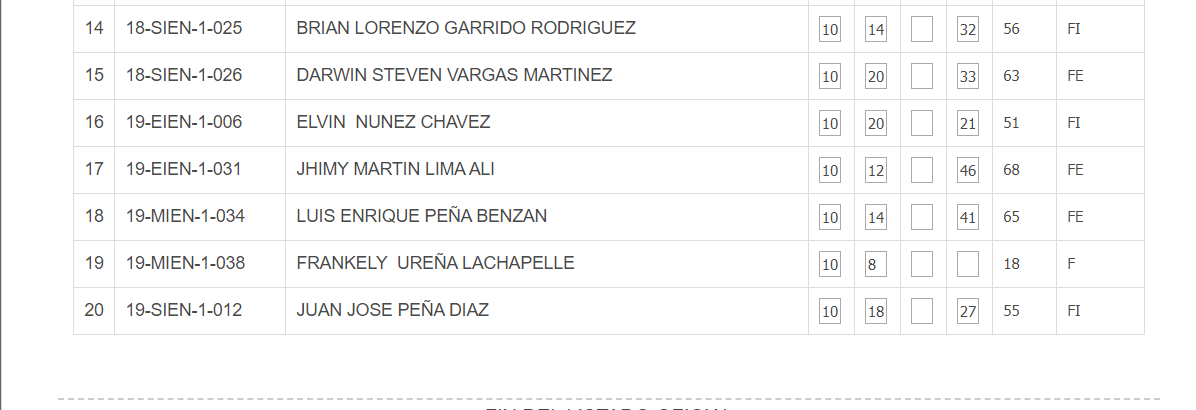 14 18-SIEN-1-025 BRIAN LORENZO GARRIDO RODRIGUEZ 10 14 32 56 FI
15 18-SIEN-1-026 DARWIN STEVEN VARGAS MARTINEZ 10 20 33 63 FE
16 19-EIEN-1-006 ELVIN  NUNEZ CHAVEZ 10 20 21 51 FI
17 19-EIEN-1-031 JHIMY MARTIN LIMA ALI 10 12 46 68 FE
18 19-MIEN-1-034 LUIS ENRIQUE PEÑA BENZAN 10 14 41 65 FE
19 19-MIEN-1-038 FRANKELY  UREÑA LACHAPELLE 10 8 18 F
20 19-SIEN-1-012 JUAN JOSE PEÑA DIAZ 10 18 27 55 FI
FIN DEL LISTADO OFICIAL